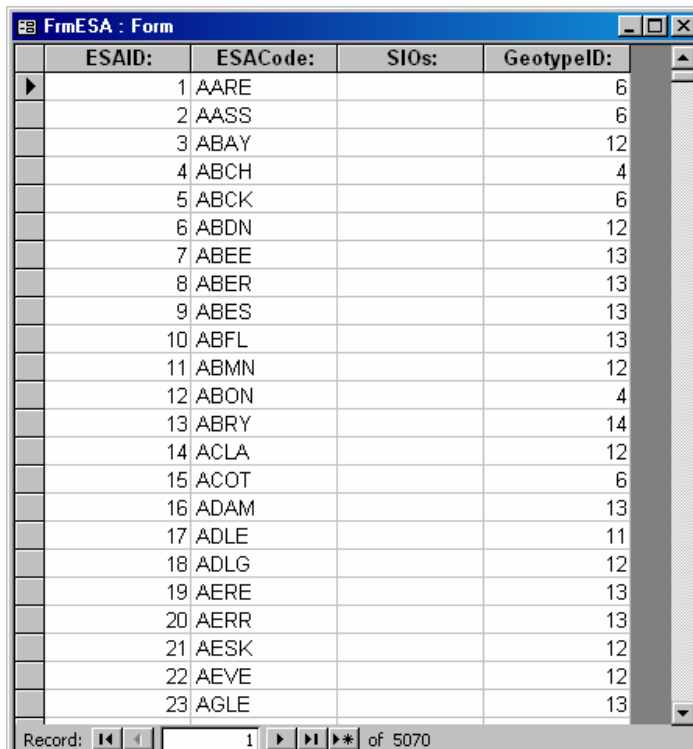 FrmESA : Form
ESAID: ESACode: SIOs: GeotypeID:
1 AARE 6
2 AASS 6
3 ABAY 12
4 ABCH 4
5 ABCK 6
6 ABDN 12
7 ABEE 13
8 ABER 13
9 ABES 13
10 ABFL 13
11 ABMN 12
12 ABON 4
13 ABRY 14
14 ACLA 12
15 ACOT 6
16 ADAM 13
17 ADLE 11
18 ADLG 12
19 AERE 13
20 AERR 13
21 AESK 12
22 AEVE 12
23 AGLE 13
Record: 1 of 5070